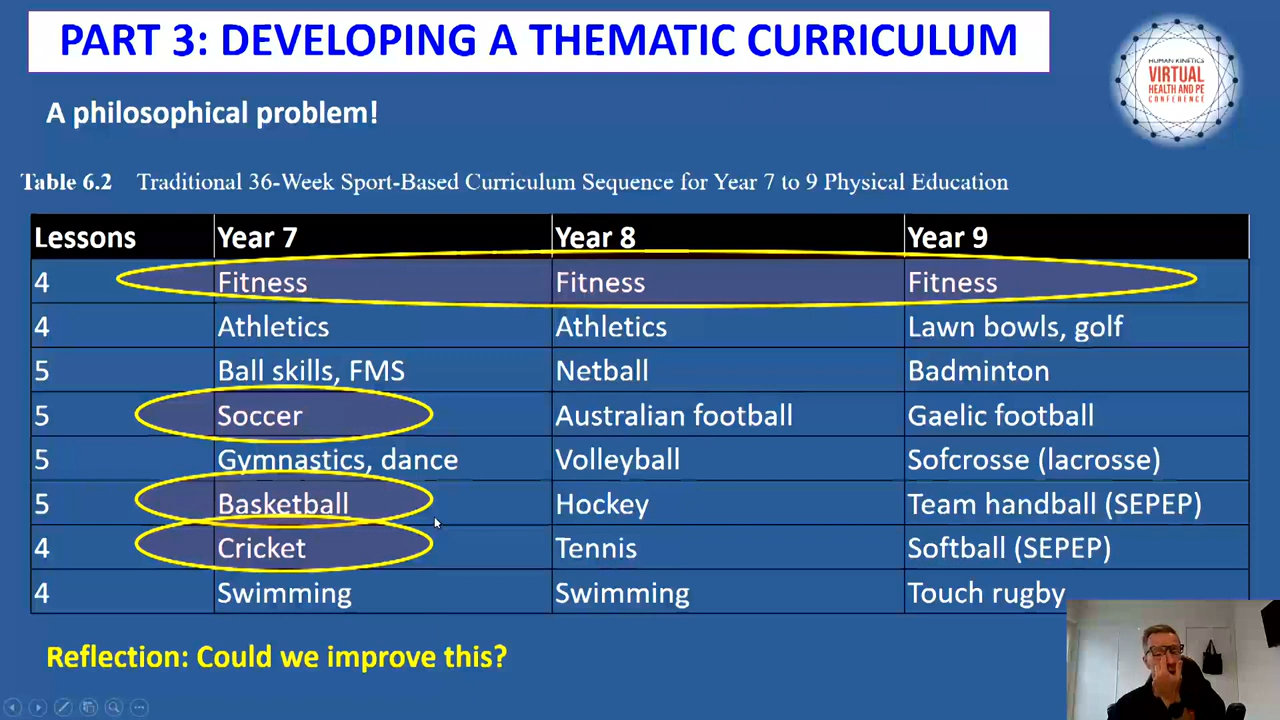 PART 3: DEVELOPING A THEMATIC CURRICULUM
HUMAN KINETICS
VIRTUAL
HEALTH AND PE
CONFERENCE
A philosophical problem!
Table 6.2 Traditional 36-Week Sport-Based Curriculum Sequence for Year 7 to 9 Physical Education
Lessons Year 7 Year 8 Year 9
4 Fitness Fitness Fitness
4 Athletics Athletics Lawn bowls, golf
5 Ball skills, FMS Netball Badminton
5 Soccer Australian football Gaelic football
5 Gymnastics, dance Volleyball Sofcrosse (lacrosse)
5 Basketball Hockey Team handball (SEPEP)
4 Cricket Tennis Softball (SEPEP)
4 Swimming Swimming Touch rugby
Reflection: Could we improve this?